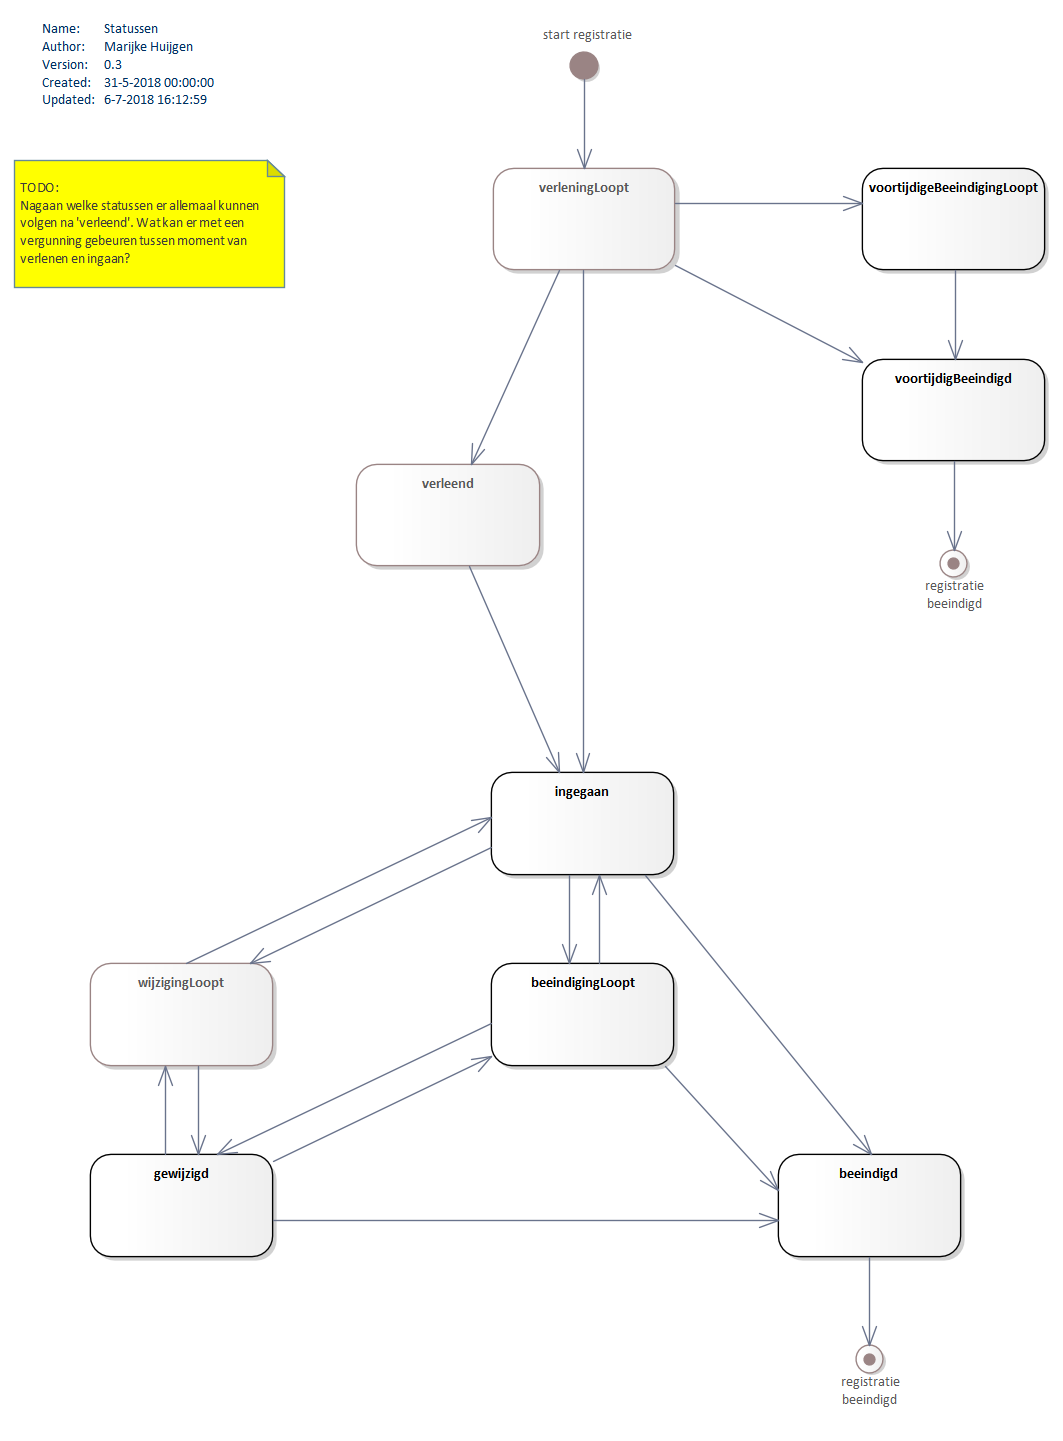 Name: Statussen
Author: Marijke Huijgen
Version: 0.3
Created: 31-5-2018 00:00:00
Updated: 6-7-2018 16:12:59
start registratie
TODO:
Nagaan welke statussen er allemaal kunnen
volgen na 'verleend'. Wat kan er met een
vergunning gebeuren tussen moment van
verlenen en ingaan?
verleningLoopt
voortijdigeBeeindigingLoopt
voortijdigBeeindigd
verleend
registratie
beeindigd
ingegaan
wijzigingLoopt
beeindigingLoopt
gewijzigd
beeindigd
registratie
beeindigd